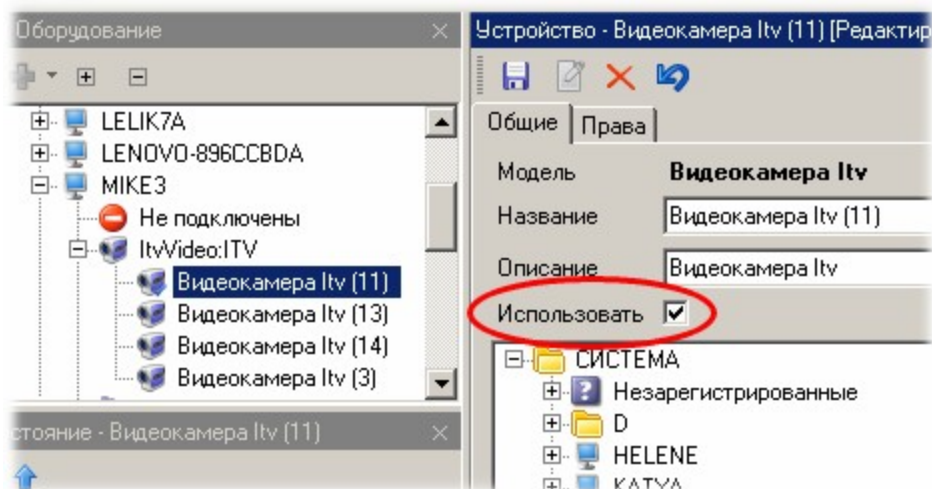 Оборудование
LELIK7A
LENOVO-896CCBDA
MIKE3
Не подключены
ItvVideo:ITV
Видеокамера Itv (11)
Видеокамера Itv (13)
Видеокамера Itv (14)
Видеокамера Itv (3)
стояние - Видеокамера Itv (11)
Устройство - Видеокамера Itv (11) [Редактир
Общие
Права
Модель Видеокамера Itv
Название Видеокамера Itv (11)
Описание Видеокамера Itv
Использовать
СИСТЕМА
Незарегистрированные
D
HELENE
KATYA